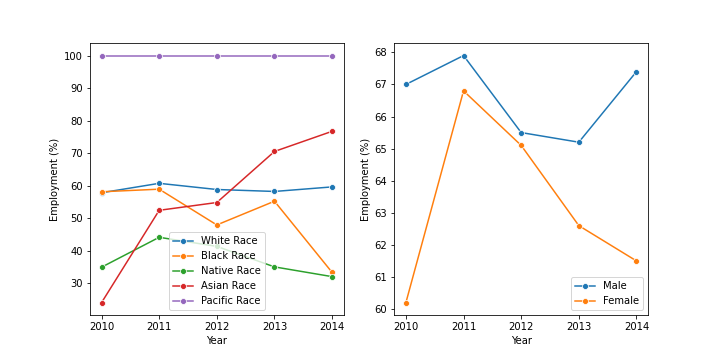 100
90
80
70
60
50
40
30
Employment (%)
2010 2011 2012 2013 2014
Year
White Race
Black Race
Native Race
Asian Race
Pacific Race
68
67
66
65
64
63
62
61
60
Employment (%)
2010 2011 2012 2013 2014
Year
Male
Female